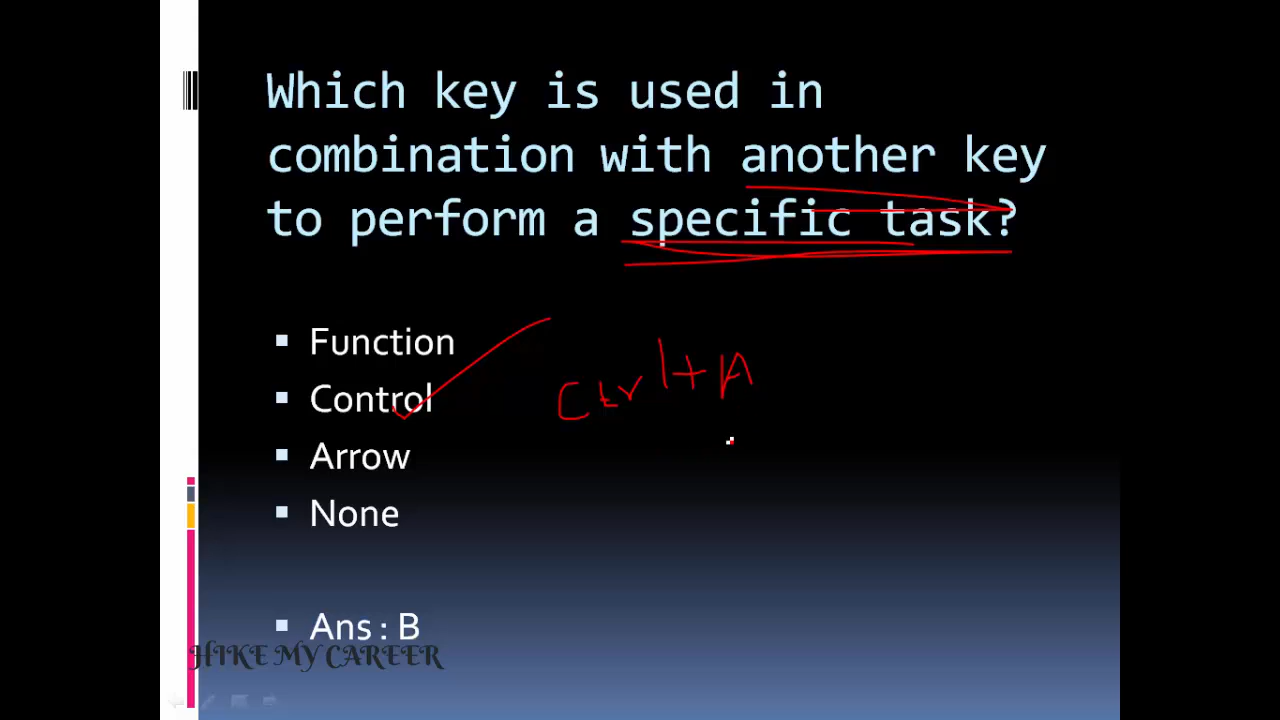 Which key is used in
combination with another key
to perform a specific task?
Function
Control
Ctrl+A
Arrow
None
Ans : B
HIKE MY CAREER